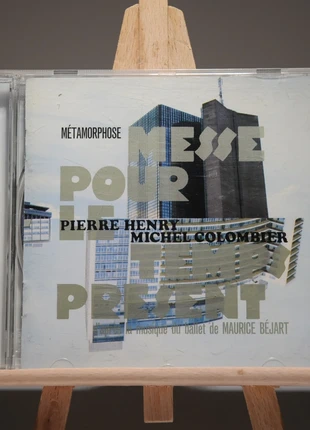 MÉTAMORPHOSE
MESSE
POUR
PIERRE HENRY
LE
MICHEL COLOMBIER
TEMPS
PRÉSENT
musique du ballet de MAURICE BÉJART